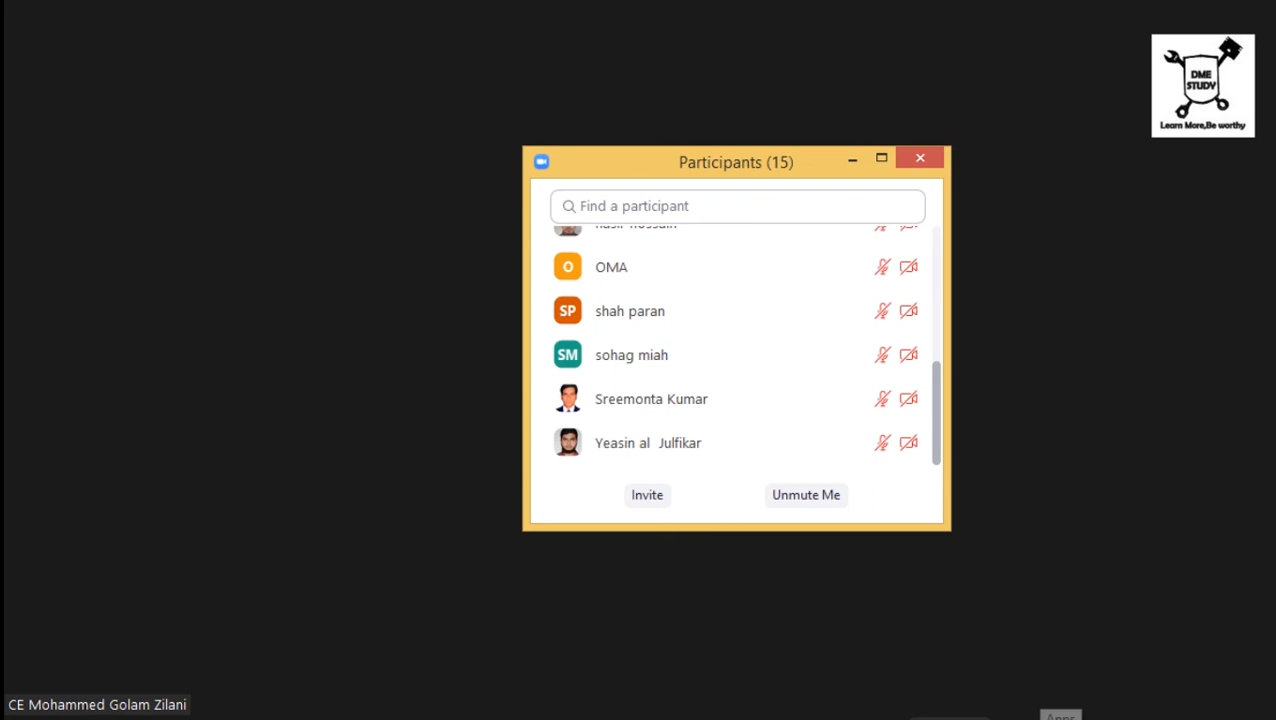 DME
STUDY
Learn More,Be worthy
Participants (15)
Find a participant
O OMA
SP shah paran
SM sohag miah
Sreemonta Kumar
Yeasin al Julfikar
Invite Unmute Me
CE Mohammed Golam Zilani